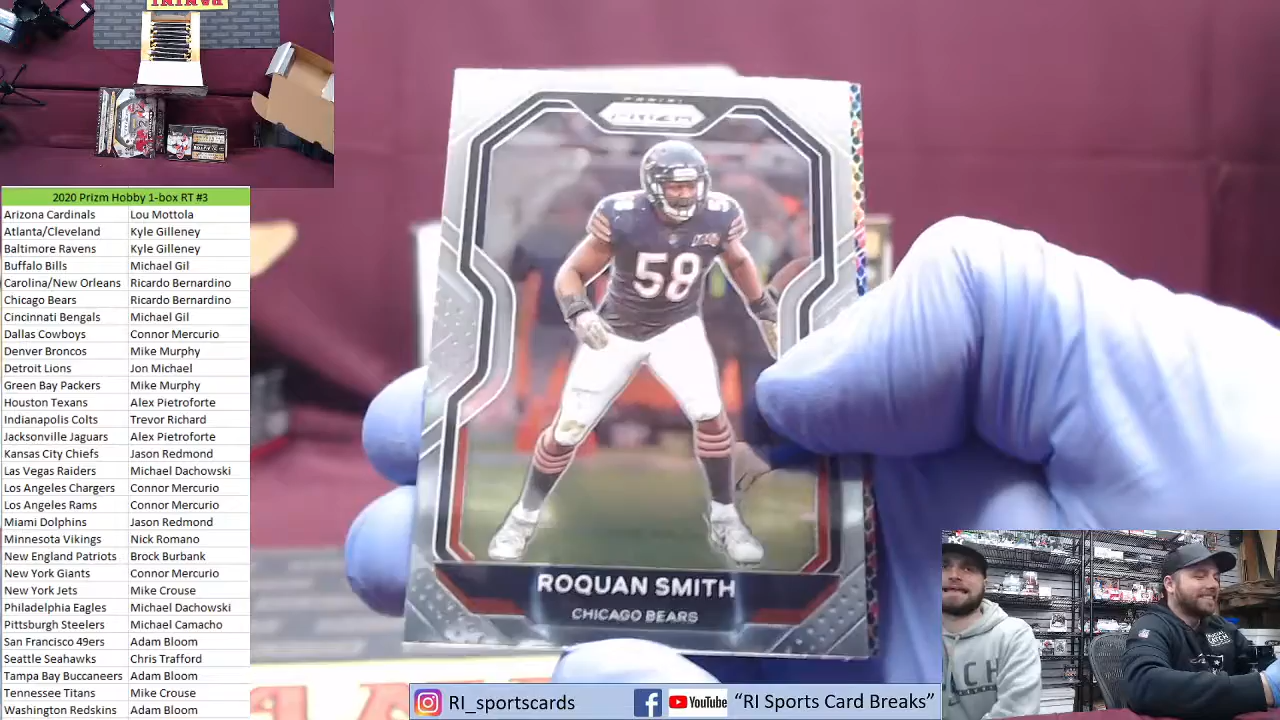 PANINI
2020 Prizm Hobby 1-box RT #3
Arizona Cardinals Lou Mottola
Atlanta/Cleveland Kyle Gilleney
Baltimore Ravens Kyle Gilleney
Buffalo Bills Michael Gil
Carolina/New Orleans Ricardo Bernardino
Chicago Bears Ricardo Bernardino
Cincinnati Bengals Michael Gil
Dallas Cowboys Connor Mercurio
Denver Broncos Mike Murphy
Detroit Lions Jon Michael
Green Bay Packers Mike Murphy
Houston Texans Alex Pietroforte
Indianapolis Colts Trevor Richard
Jacksonville Jaguars Alex Pietroforte
Kansas City Chiefs Jason Redmond
Las Vegas Raiders Michael Dachowski
Los Angeles Chargers Connor Mercurio
Los Angeles Rams Connor Mercurio
Miami Dolphins Jason Redmond
Minnesota Vikings Nick Romano
New England Patriots Brock Burbank
New York Giants Connor Mercurio
New York Jets Mike Crouse
Philadelphia Eagles Michael Dachowski
Pittsburgh Steelers Michael Camacho
San Francisco 49ers Adam Bloom
Seattle Seahawks Chris Trafford
Tampa Bay Buccaneers Adam Bloom
Tennessee Titans Mike Crouse
Washington Redskins Adam Bloom
PANINI
PRIZM
58
58
ROQUAN SMITH
CHICAGO BEARS
RI_sportscards
YouTube
“RI Sports Card Breaks”